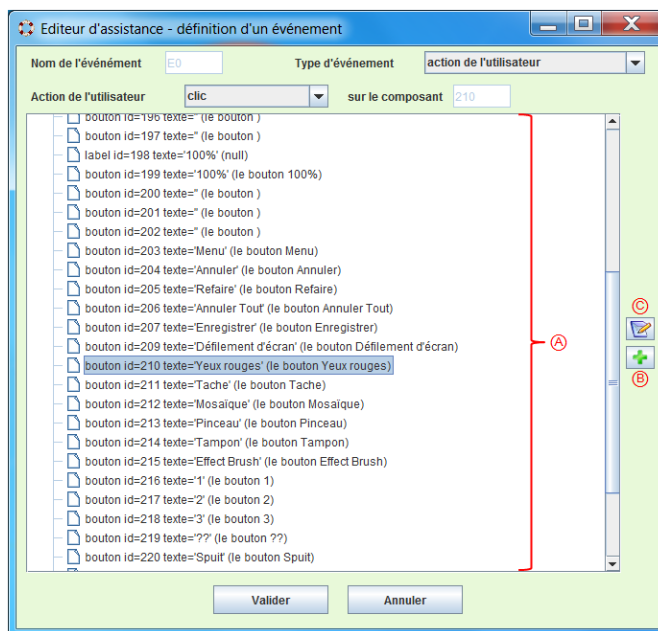 Editeur d'assistance - définition d'un événement
Nom de l'événément E0 Type d'événement action de l'utilisateur
Action de l'utilisateur clic sur le composant 210
bouton id=196 texte='' (le bouton )
bouton id=197 texte='' (le bouton )
label id=198 texte='100%' (null)
bouton id=199 texte='100%' (le bouton 100%)
bouton id=200 texte='' (le bouton )
bouton id=201 texte='' (le bouton )
bouton id=202 texte='' (le bouton )
bouton id=203 texte='Menu' (le bouton Menu)
bouton id=204 texte='Annuler' (le bouton Annuler)
bouton id=205 texte='Refaire' (le bouton Refaire)
bouton id=206 texte='Annuler Tout' (le bouton Annuler Tout)
C
bouton id=207 texte='Enregistrer' (le bouton Enregistrer)
bouton id=209 texte='Défilement d'écran' (le bouton Défilement d'écran)
A
bouton id=210 texte='Yeux rouges' (le bouton Yeux rouges)
B
bouton id=211 texte='Tache' (le bouton Tache)
bouton id=212 texte='Mosaïque' (le bouton Mosaïque)
bouton id=213 texte='Pinceau' (le bouton Pinceau)
bouton id=214 texte='Tampon' (le bouton Tampon)
bouton id=215 texte='Effect Brush' (le bouton Effect Brush)
bouton id=216 texte='1' (le bouton 1)
bouton id=217 texte='2' (le bouton 2)
bouton id=218 texte='3' (le bouton 3)
bouton id=219 texte='??' (le bouton ??)
bouton id=220 texte='Spuit' (le bouton Spuit)
Valider Annuler